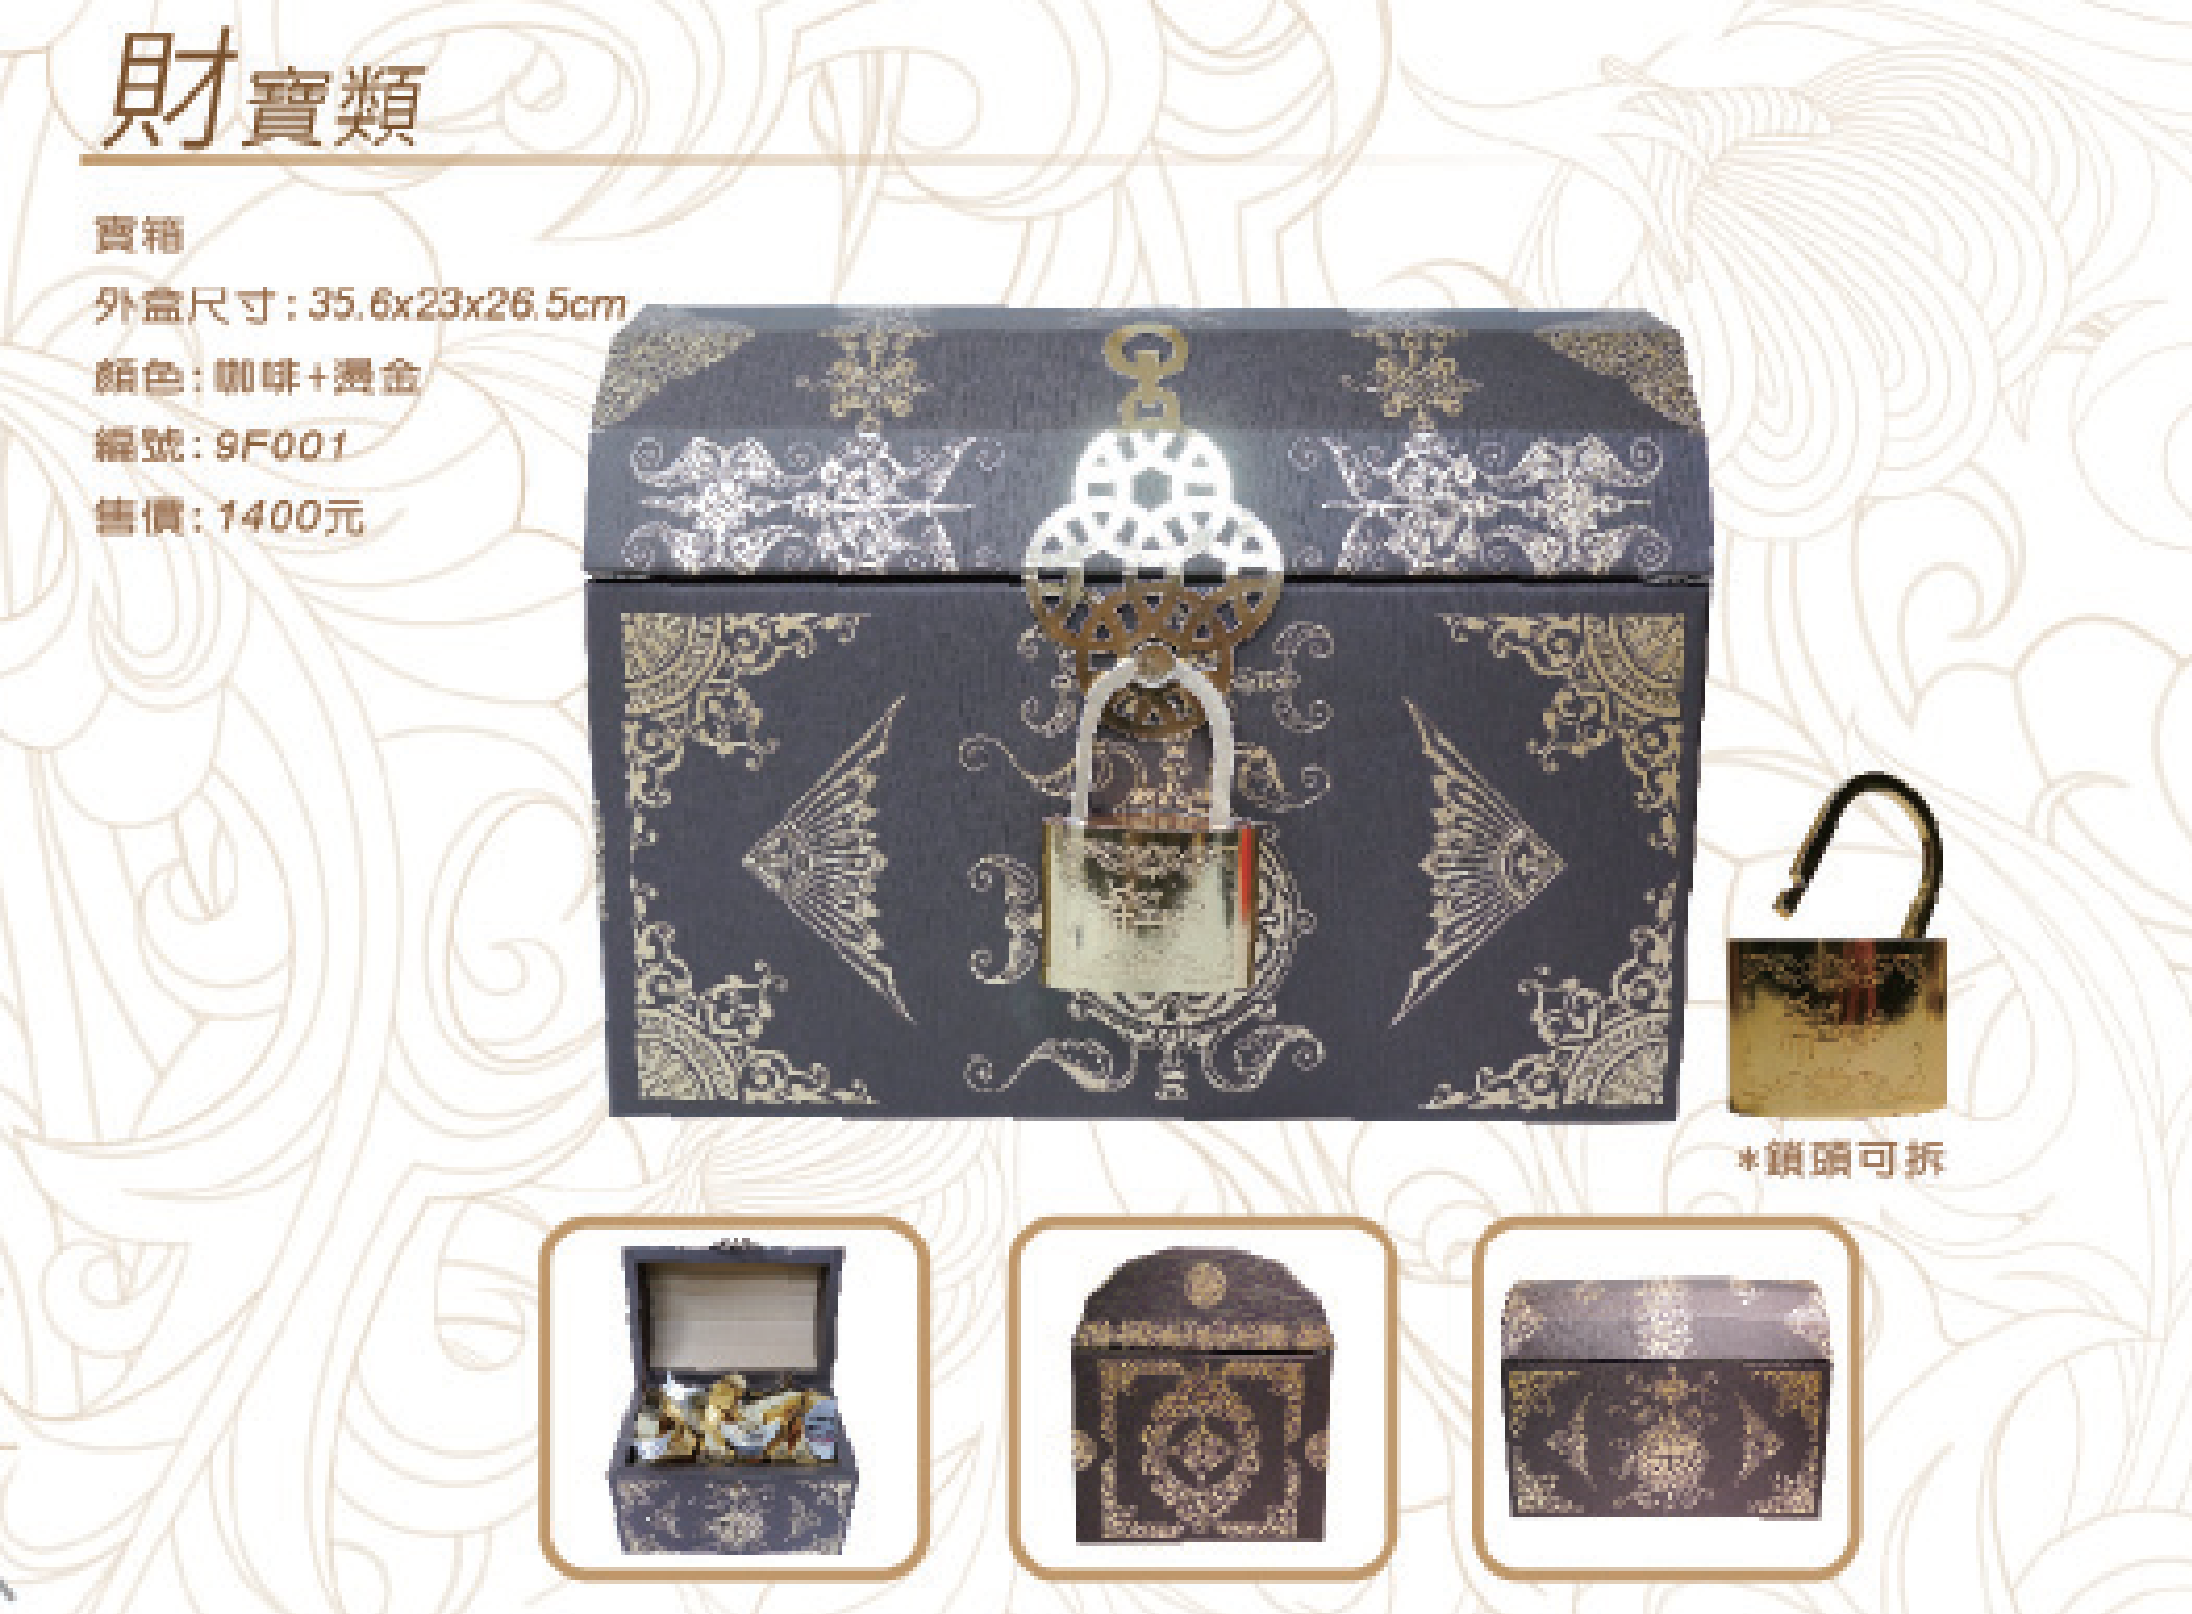 財寶類
寶箱
外盒尺寸:35.6x23x26.5cm
顏色:咖啡+燙金
編號:9F001
售價:1400元
*鎖頭可拆